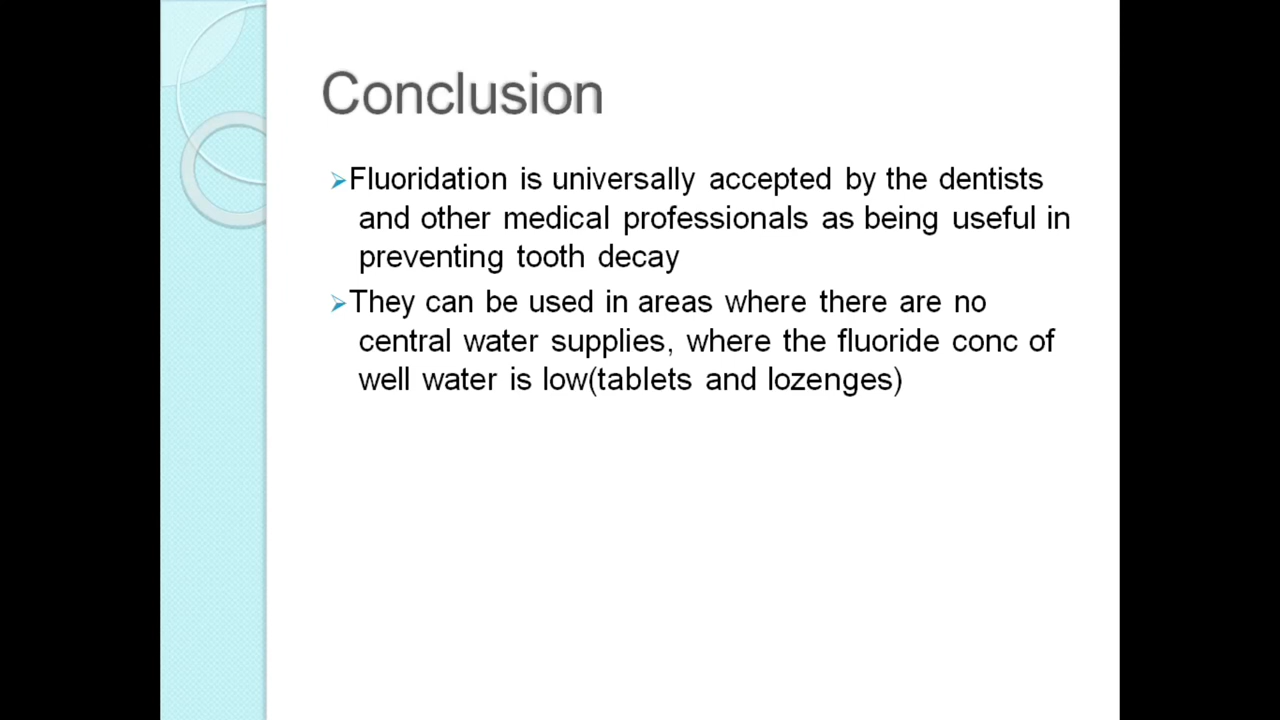 Conclusion
➢Fluoridation is universally accepted by the dentists
and other medical professionals as being useful in
preventing tooth decay
➢They can be used in areas where there are no
central water supplies, where the fluoride conc of
well water is low(tablets and lozenges)